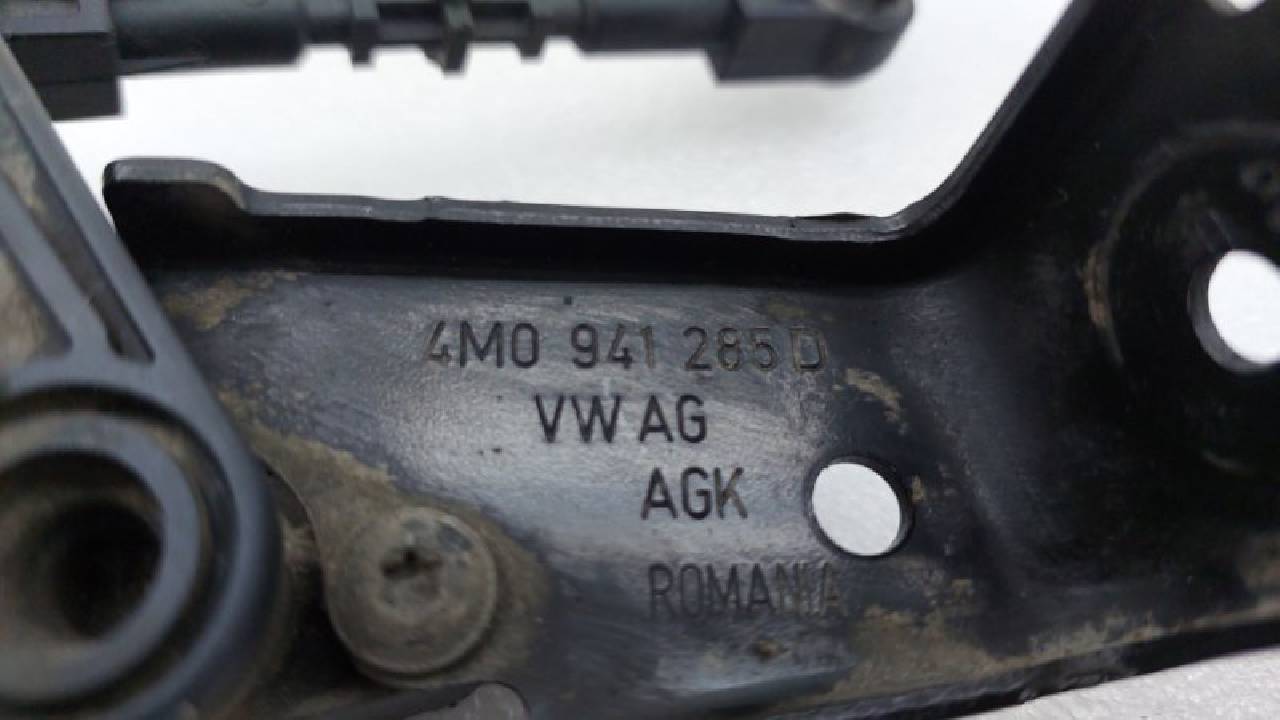 4M0 941 285 D
VW AG
AGK
ROMANIA